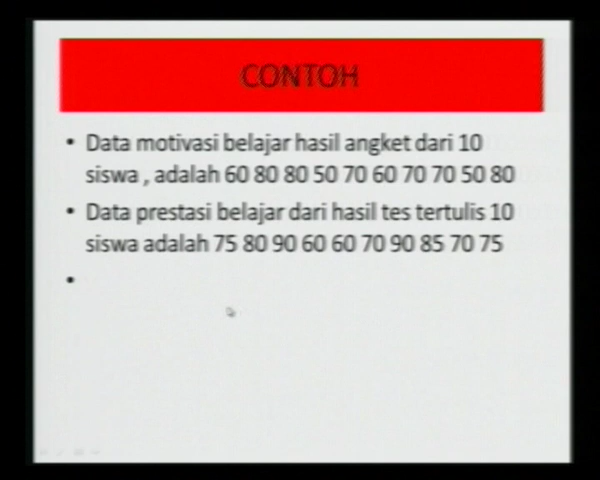 CONTOH
• Data motivasi belajar hasil angket dari 10
siswa , adalah 60 80 80 50 70 60 70 70 50 80
• Data prestasi belajar dari hasil tes tertulis 10
siswa adalah 75 80 90 60 60 70 90 85 70 75
•